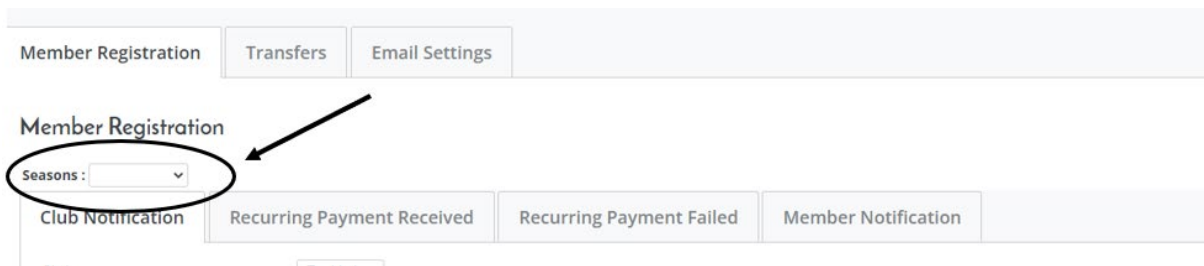 Member Registration Transfers Email Settings
Member Registration
Seasons :
Club Notification Recurring Payment Received Recurring Payment Failed Member Notification